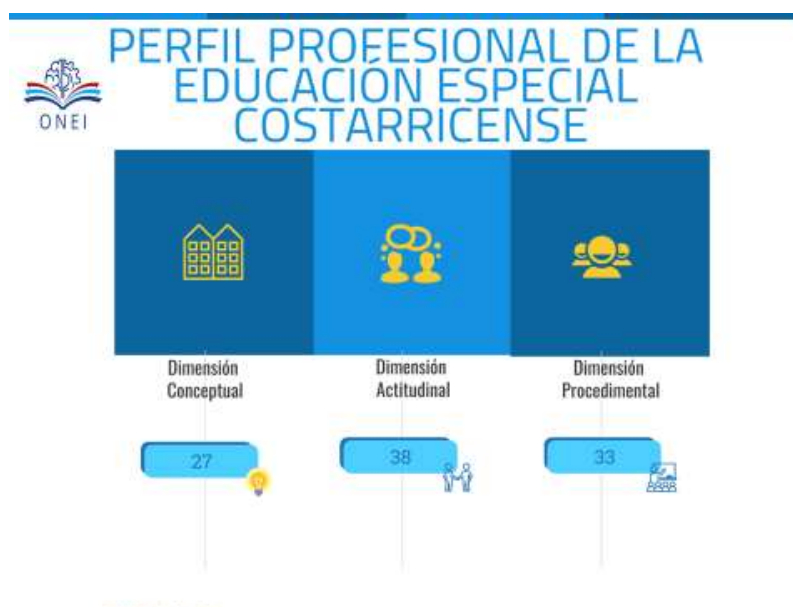 PERFIL PROFESIONAL DE LA
EDUCACIÓN ESPECIAL
COSTARRICENSE
ONEI
Dimensión
Conceptual
Dimensión
Actitudinal
Dimensión
Procedimental
27
38
33